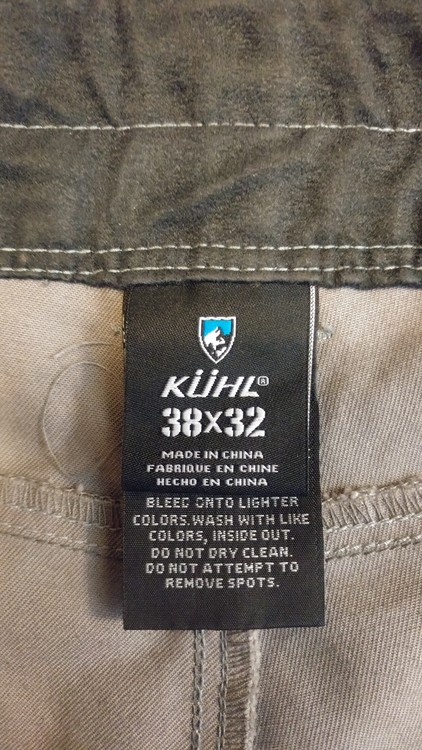 KÜHL®
38X32
MADE IN CHINA
FABRIQUE EN CHINE
HECHO EN CHINA
BLEED ONTO LIGHTER
COLORS. WASH WITH LIKE
COLORS, INSIDE OUT.
DO NOT DRY CLEAN.
DO NOT ATTEMPT TO
REMOVE SPOTS.